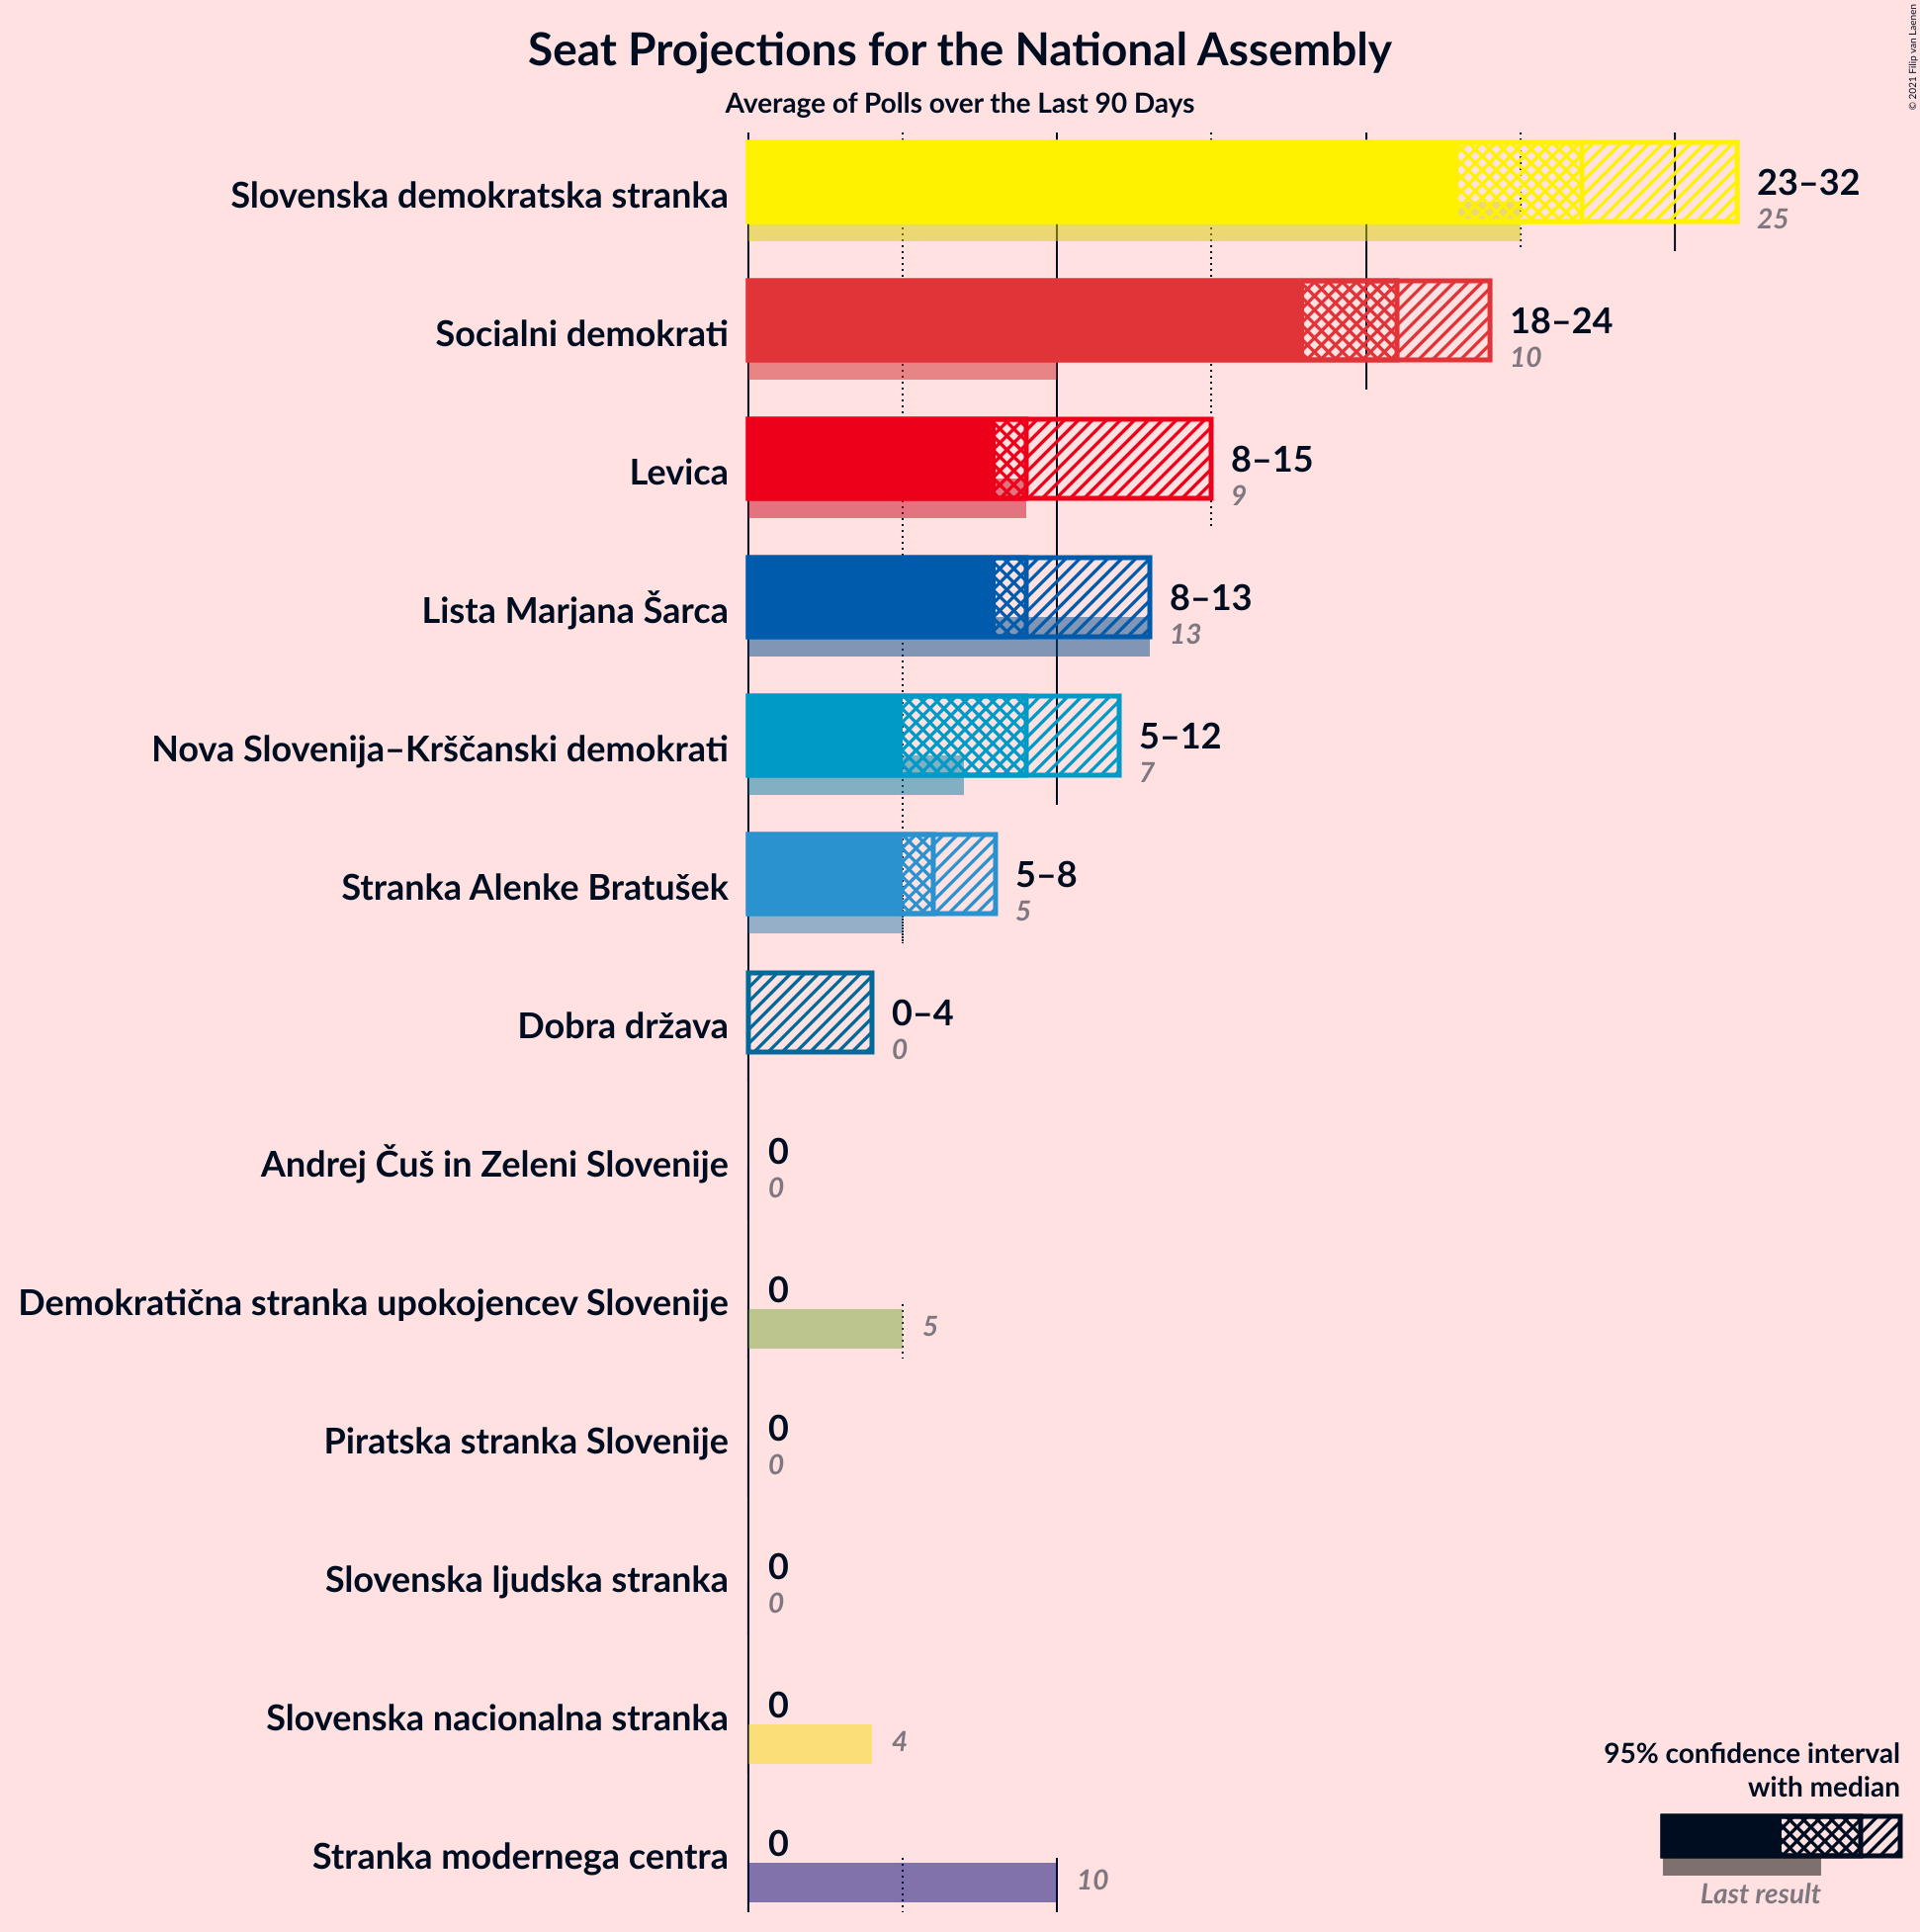 © 2021 Filip van Laenen
Seat Projections for the National Assembly
Average of Polls over the Last 90 Days
Slovenska demokratska stranka
23–32
25
Socialni demokrati
18–24
10
Levica
8–15
9
Lista Marjana Šarca
8–13
13
Nova Slovenija–Krščanski demokrati
5–12
7
Stranka Alenke Bratušek
5–8
5
Dobra država
0–4
0
Andrej Čuš in Zeleni Slovenije
0
0
Demokratična stranka upokojencev Slovenije
0
5
Piratska stranka Slovenije
0
0
Slovenska ljudska stranka
0
0
Slovenska nacionalna stranka
0
4
Stranka modernega centra
0
10
95% confidence interval
with median
Last result